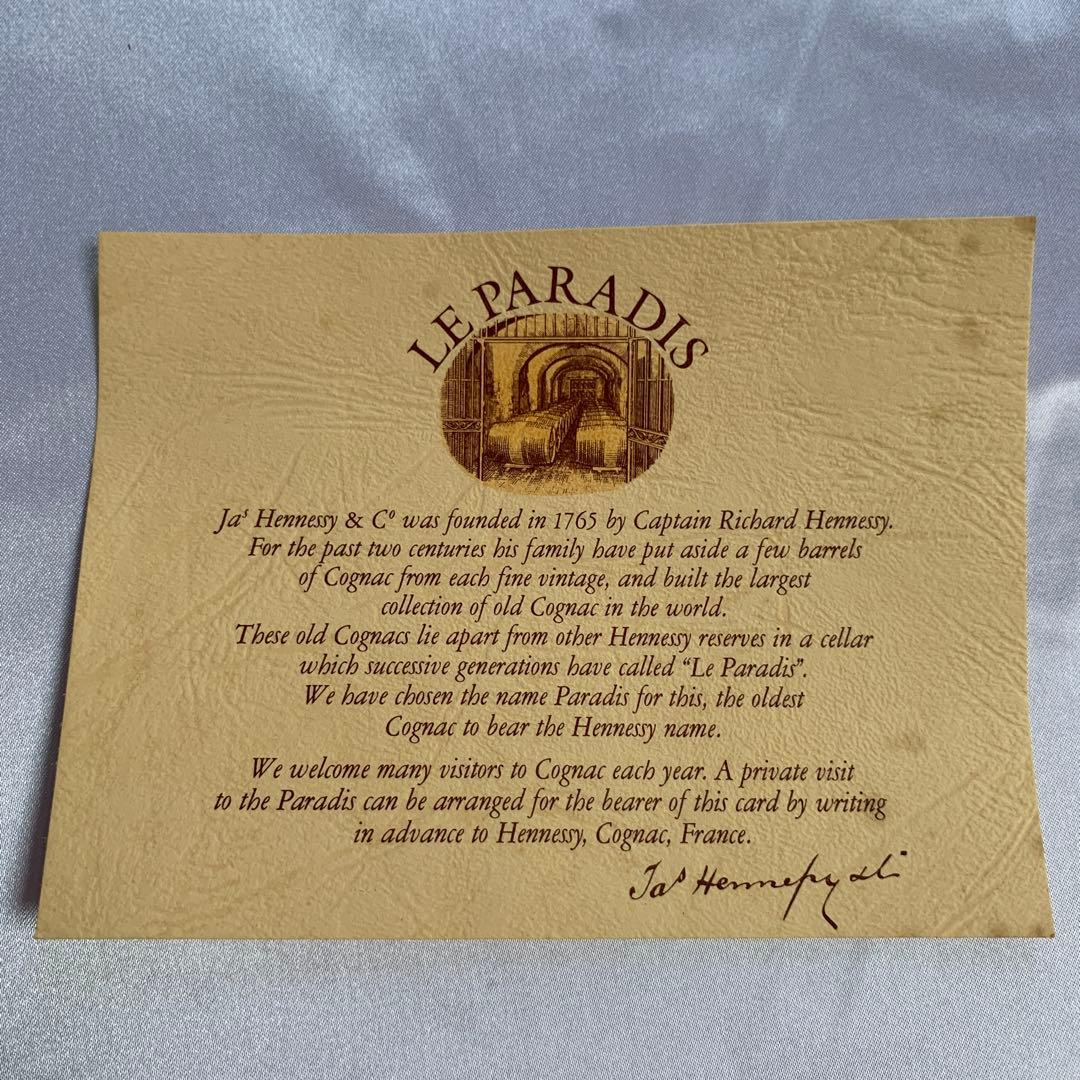 LE PARADIS
Jaˢ Hennessy & Cº was founded in 1765 by Captain Richard Hennessy.
For the past two centuries his family have put aside a few barrels
of Cognac from each fine vintage, and built the largest
collection of old Cognac in the world.
These old Cognacs lie apart from other Hennessy reserves in a cellar
which successive generations have called “Le Paradis”.
We have chosen the name Paradis for this, the oldest
Cognac to bear the Hennessy name.
We welcome many visitors to Cognac each year. A private visit
to the Paradis can be arranged for the bearer of this card by writing
in advance to Hennessy, Cognac, France.
Jaˢ Hennessy